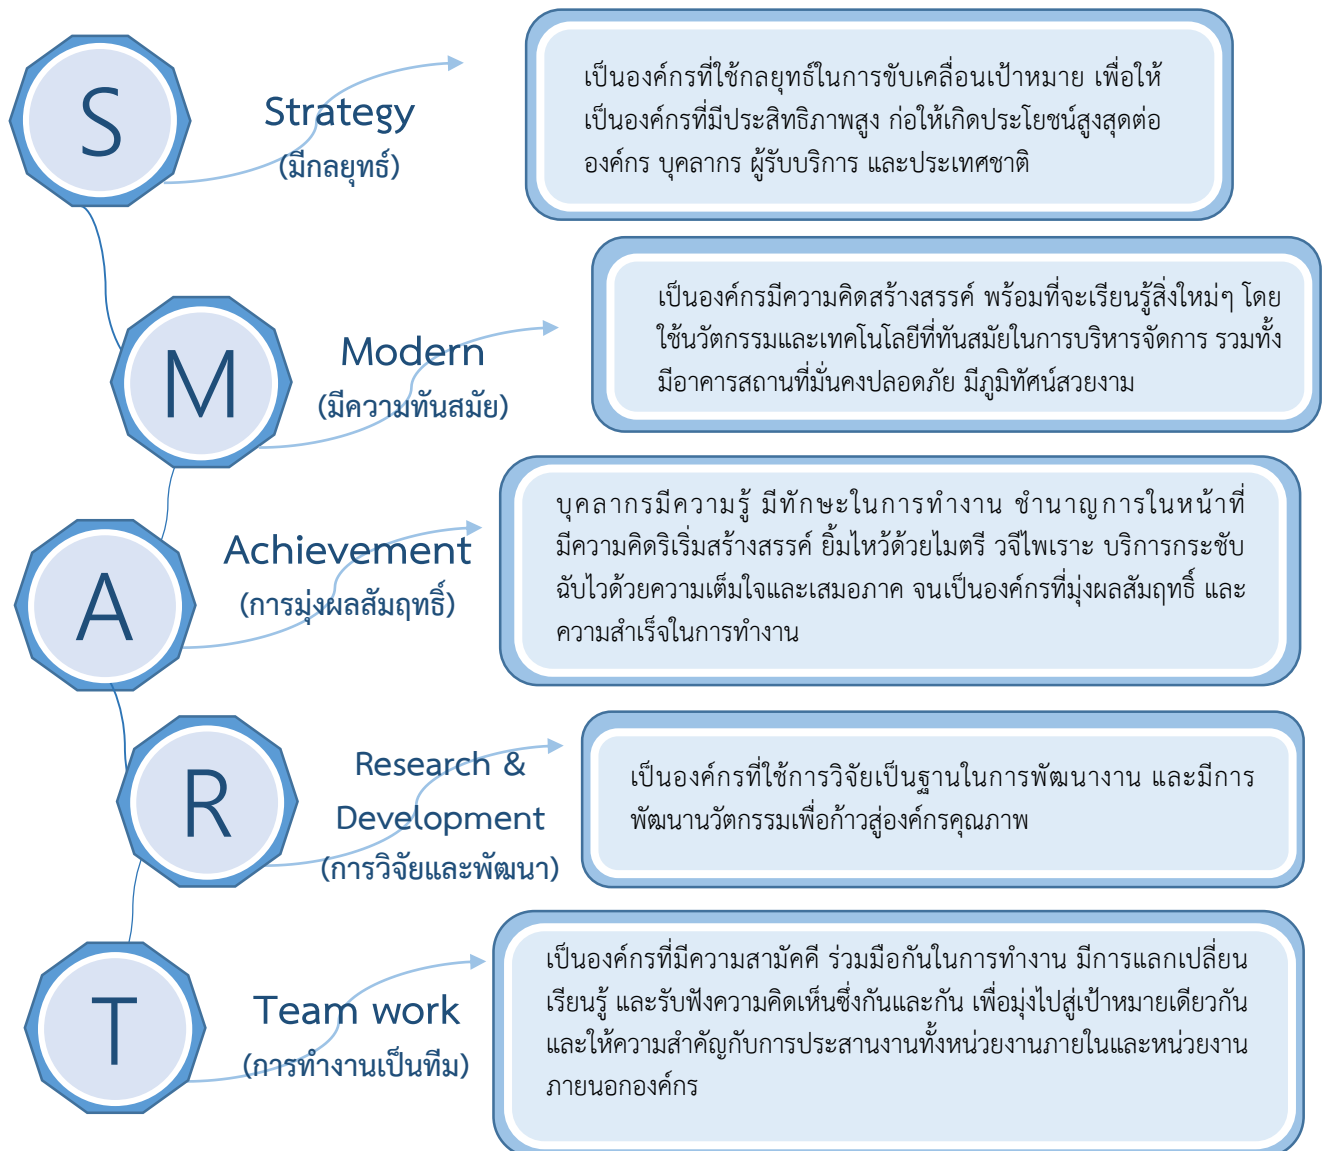 S
Strategy
(มีกลยุทธ์)
เป็นองค์กรที่ใช้กลยุทธ์ในการขับเคลื่อนเป้าหมาย เพื่อให้
เป็นองค์กรที่มีประสิทธิภาพสูง ก่อให้เกิดประโยชน์สูงสุดต่อ
องค์กร บุคลากร ผู้รับบริการ และประเทศชาติ
M
Modern
(มีความทันสมัย)
เป็นองค์กรมีความคิดสร้างสรรค์ พร้อมที่จะเรียนรู้สิ่งใหม่ๆ โดย
ใช้นวัตกรรมและเทคโนโลยีที่ทันสมัยในการบริหารจัดการ รวมทั้ง
มีอาคารสถานที่มั่นคงปลอดภัย มีภูมิทัศน์สวยงาม
A
Achievement
(การมุ่งผลสัมฤทธิ์)
บุคลากรมีความรู้ มีทักษะในการทำงาน ชำนาญการในหน้าที่
มีความคิดริเริ่มสร้างสรรค์ ยิ้มไหว้ด้วยไมตรี วจีไพเราะ บริการกระชับ
ฉับไวด้วยความเต็มใจและเสมอภาค จนเป็นองค์กรที่มุ่งผลสัมฤทธิ์ และ
ความสำเร็จในการทำงาน
R
Research &
Development
(การวิจัยและพัฒนา)
เป็นองค์กรที่ใช้การวิจัยเป็นฐานในการพัฒนางาน และมีการ
พัฒนานวัตกรรมเพื่อก้าวสู่องค์กรคุณภาพ
T
Team work
(การทำงานเป็นทีม)
เป็นองค์กรที่มีความสามัคคี ร่วมมือกันในการทำงาน มีการแลกเปลี่ยน
เรียนรู้ และรับฟังความคิดเห็นซึ่งกันและกัน เพื่อมุ่งไปสู่เป้าหมายเดียวกัน
และให้ความสำคัญกับการประสานงานทั้งหน่วยงานภายในและหน่วยงาน
ภายนอกองค์กร